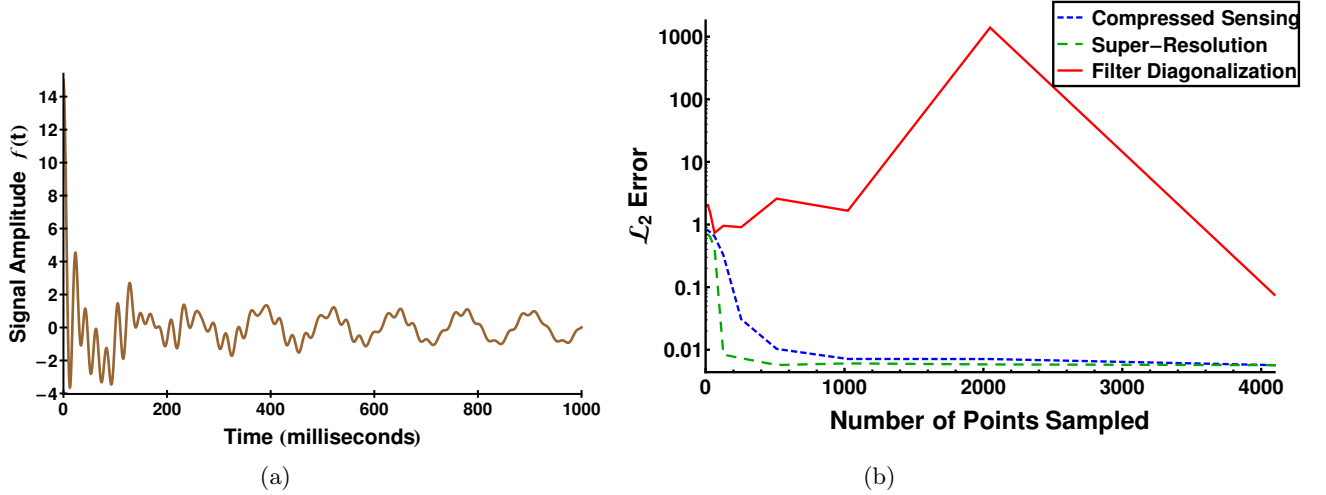 14
12
10
8
6
4
2
0
−2
−4
Signal Amplitude f(t)
0 200 400 600 800 1000
Time (milliseconds)
(a)
Compressed Sensing
Super−Resolution
Filter Diagonalization
1000
100
10
1
0.1
0.01
ℒ2 Error
0 1000 2000 3000 4000
Number of Points Sampled
(b)